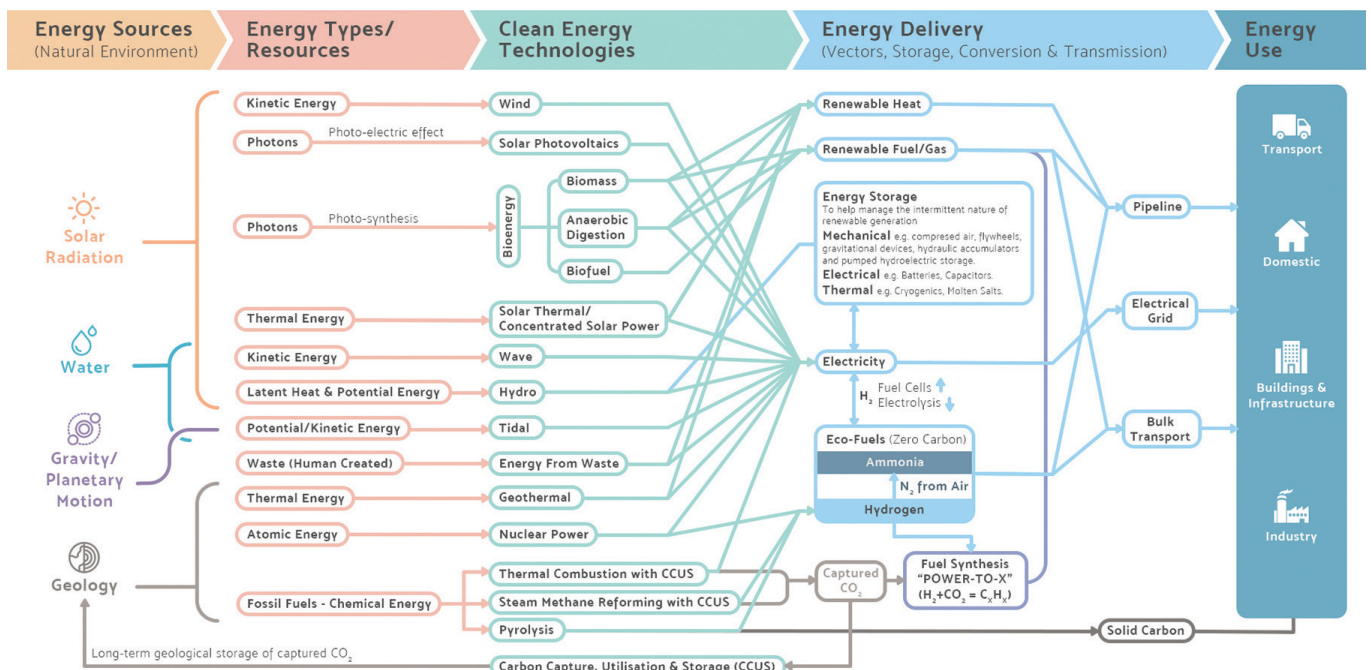 Energy Sources
(Natural Environment)
Energy Types/
Resources
Clean Energy
Technologies
Energy Delivery
(Vectors, Storage, Conversion & Transmission)
Energy
Use
Solar
Radiation
Water
Gravity/
Planetary
Motion
Geology
Kinetic Energy
Photons
Photo-electric effect
Photons
Photo-synthesis
Thermal Energy
Kinetic Energy
Latent Heat & Potential Energy
Potential/Kinetic Energy
Waste (Human Created)
Thermal Energy
Atomic Energy
Fossil Fuels - Chemical Energy
Long-term geological storage of captured CO₂
Wind
Solar Photovoltaics
Bioenergy
Biomass
Anaerobic
Digestion
Biofuel
Solar Thermal/
Concentrated Solar Power
Wave
Hydro
Tidal
Energy From Waste
Geothermal
Nuclear Power
Thermal Combustion with CCUS
Steam Methane Reforming with CCUS
Pyrolysis
Carbon Capture, Utilisation & Storage (CCUS)
Renewable Heat
Renewable Fuel/Gas
Energy Storage
To help manage the intermittent nature of
renewable generation
Mechanical e.g. compresed air, flywheels,
gravitational devices, hydraulic accumulators
and pumped hydroelectric storage.
Electrical e.g. Batteries, Capacitors.
Thermal e.g. Cryogenics, Molten Salts.
Electricity
H₂
Fuel Cells
Electrolysis
Eco-Fuels (Zero Carbon)
Ammonia
N₂ from Air
Hydrogen
Captured
CO₂
Fuel Synthesis
“POWER-TO-X”
(H₂+CO₂ = CₓHₓ)
Solid Carbon
Pipeline
Electrical
Grid
Bulk
Transport
Transport
Domestic
Buildings &
Infrastructure
Industry